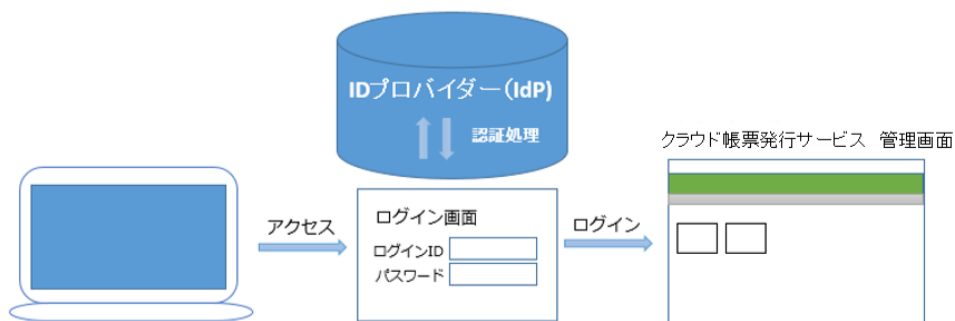 IDプロバイダー(IdP)
認証処理
クラウド帳票発行サービス 管理画面
アクセス
ログイン画面
ログインID
パスワード
ログイン